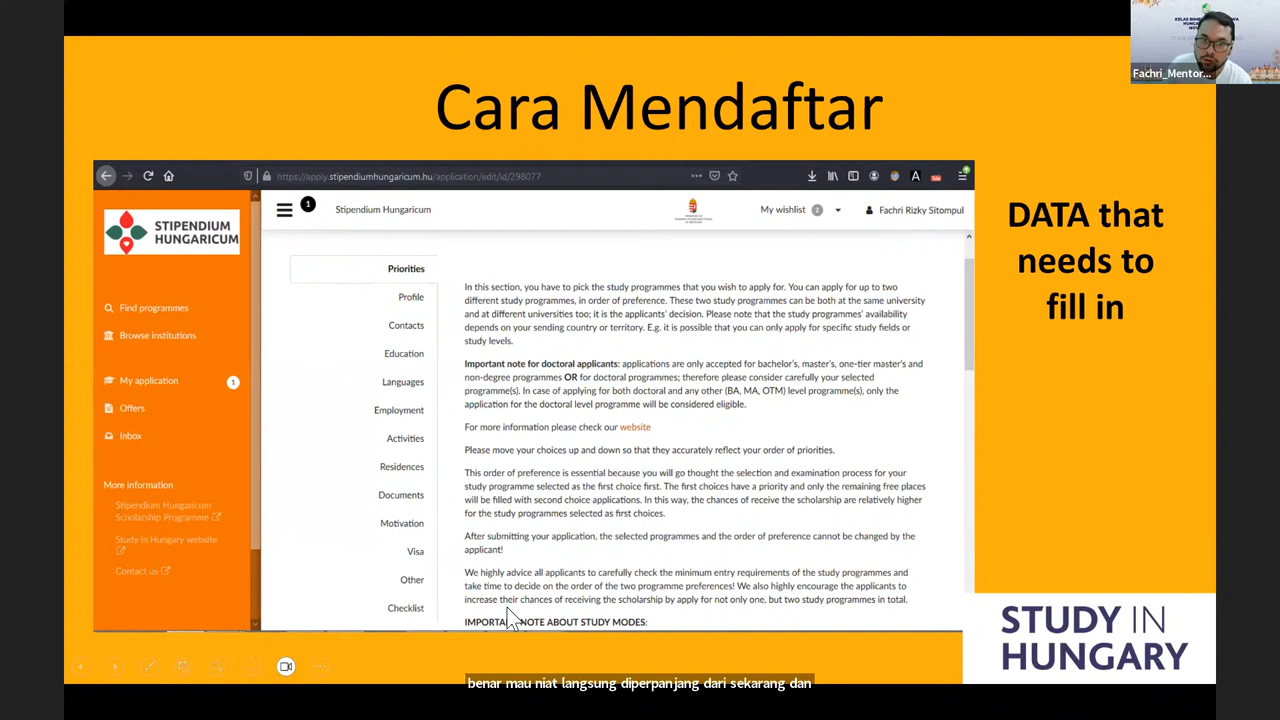 KELAS BIMB
HUNGA
NOV
Fachri_Mentor...
Cara Mendaftar
https://apply.stipendiumhungaricum.hu/application/edit/id/298077
A
STIPENDIUM
HUNGARICUM
1
Stipendium Hungaricum
My wishlist
2
Fachri Rizky Sitompul
Find programmes
Browse institutions
My application
1
Offers
Inbox
More information
Stipendium Hungaricum
Scholarship Programme
Study in Hungary website
Contact us
Priorities
Profile
Contacts
Education
Languages
Employment
Activities
Residences
Documents
Motivation
Visa
Other
Checklist
In this section, you have to pick the study programmes that you wish to apply for. You can apply for up to two
different study programmes, in order of preference. These two study programmes can be both at the same university
and at different universities too; it is the applicants' decision. Please note that the study programmes' availability
depends on your sending country or territory. E.g. it is possible that you can only apply for specific study fields or
study levels.
Important note for doctoral applicants: applications are only accepted for bachelor's, master's, one-tier master's and
non-degree programmes OR for doctoral programmes; therefore please consider carefully your selected
programme(s). In case of applying for both doctoral and any other (BA, MA, OTM) level programme(s), only the
application for the doctoral level programme will be considered eligible.
For more information please check our website
Please move your choices up and down so that they accurately reflect your order of priorities.
This order of preference is essential because you will go thought the selection and examination process for your
study programme selected as the first choice first. The first choices have a priority and only the remaining free places
will be filled with second choice applications. In this way, the chances of receive the scholarship are relatively higher
for the study programmes selected as first choices.
After submitting your application, the selected programmes and the order of preference cannot be changed by the
applicant!
We highly advice all applicants to carefully check the minimum entry requirements of the study programmes and
take time to decide on the order of the two programme preferences! We also highly encourage the applicants to
increase their chances of receiving the scholarship by apply for not only one, but two study programmes in total.
IMPORTANT NOTE ABOUT STUDY MODES:
DATA that
needs to
fill in
STUDY IN
HUNGARY
benar mau niat langsung diperpanjang dari sekarang dan